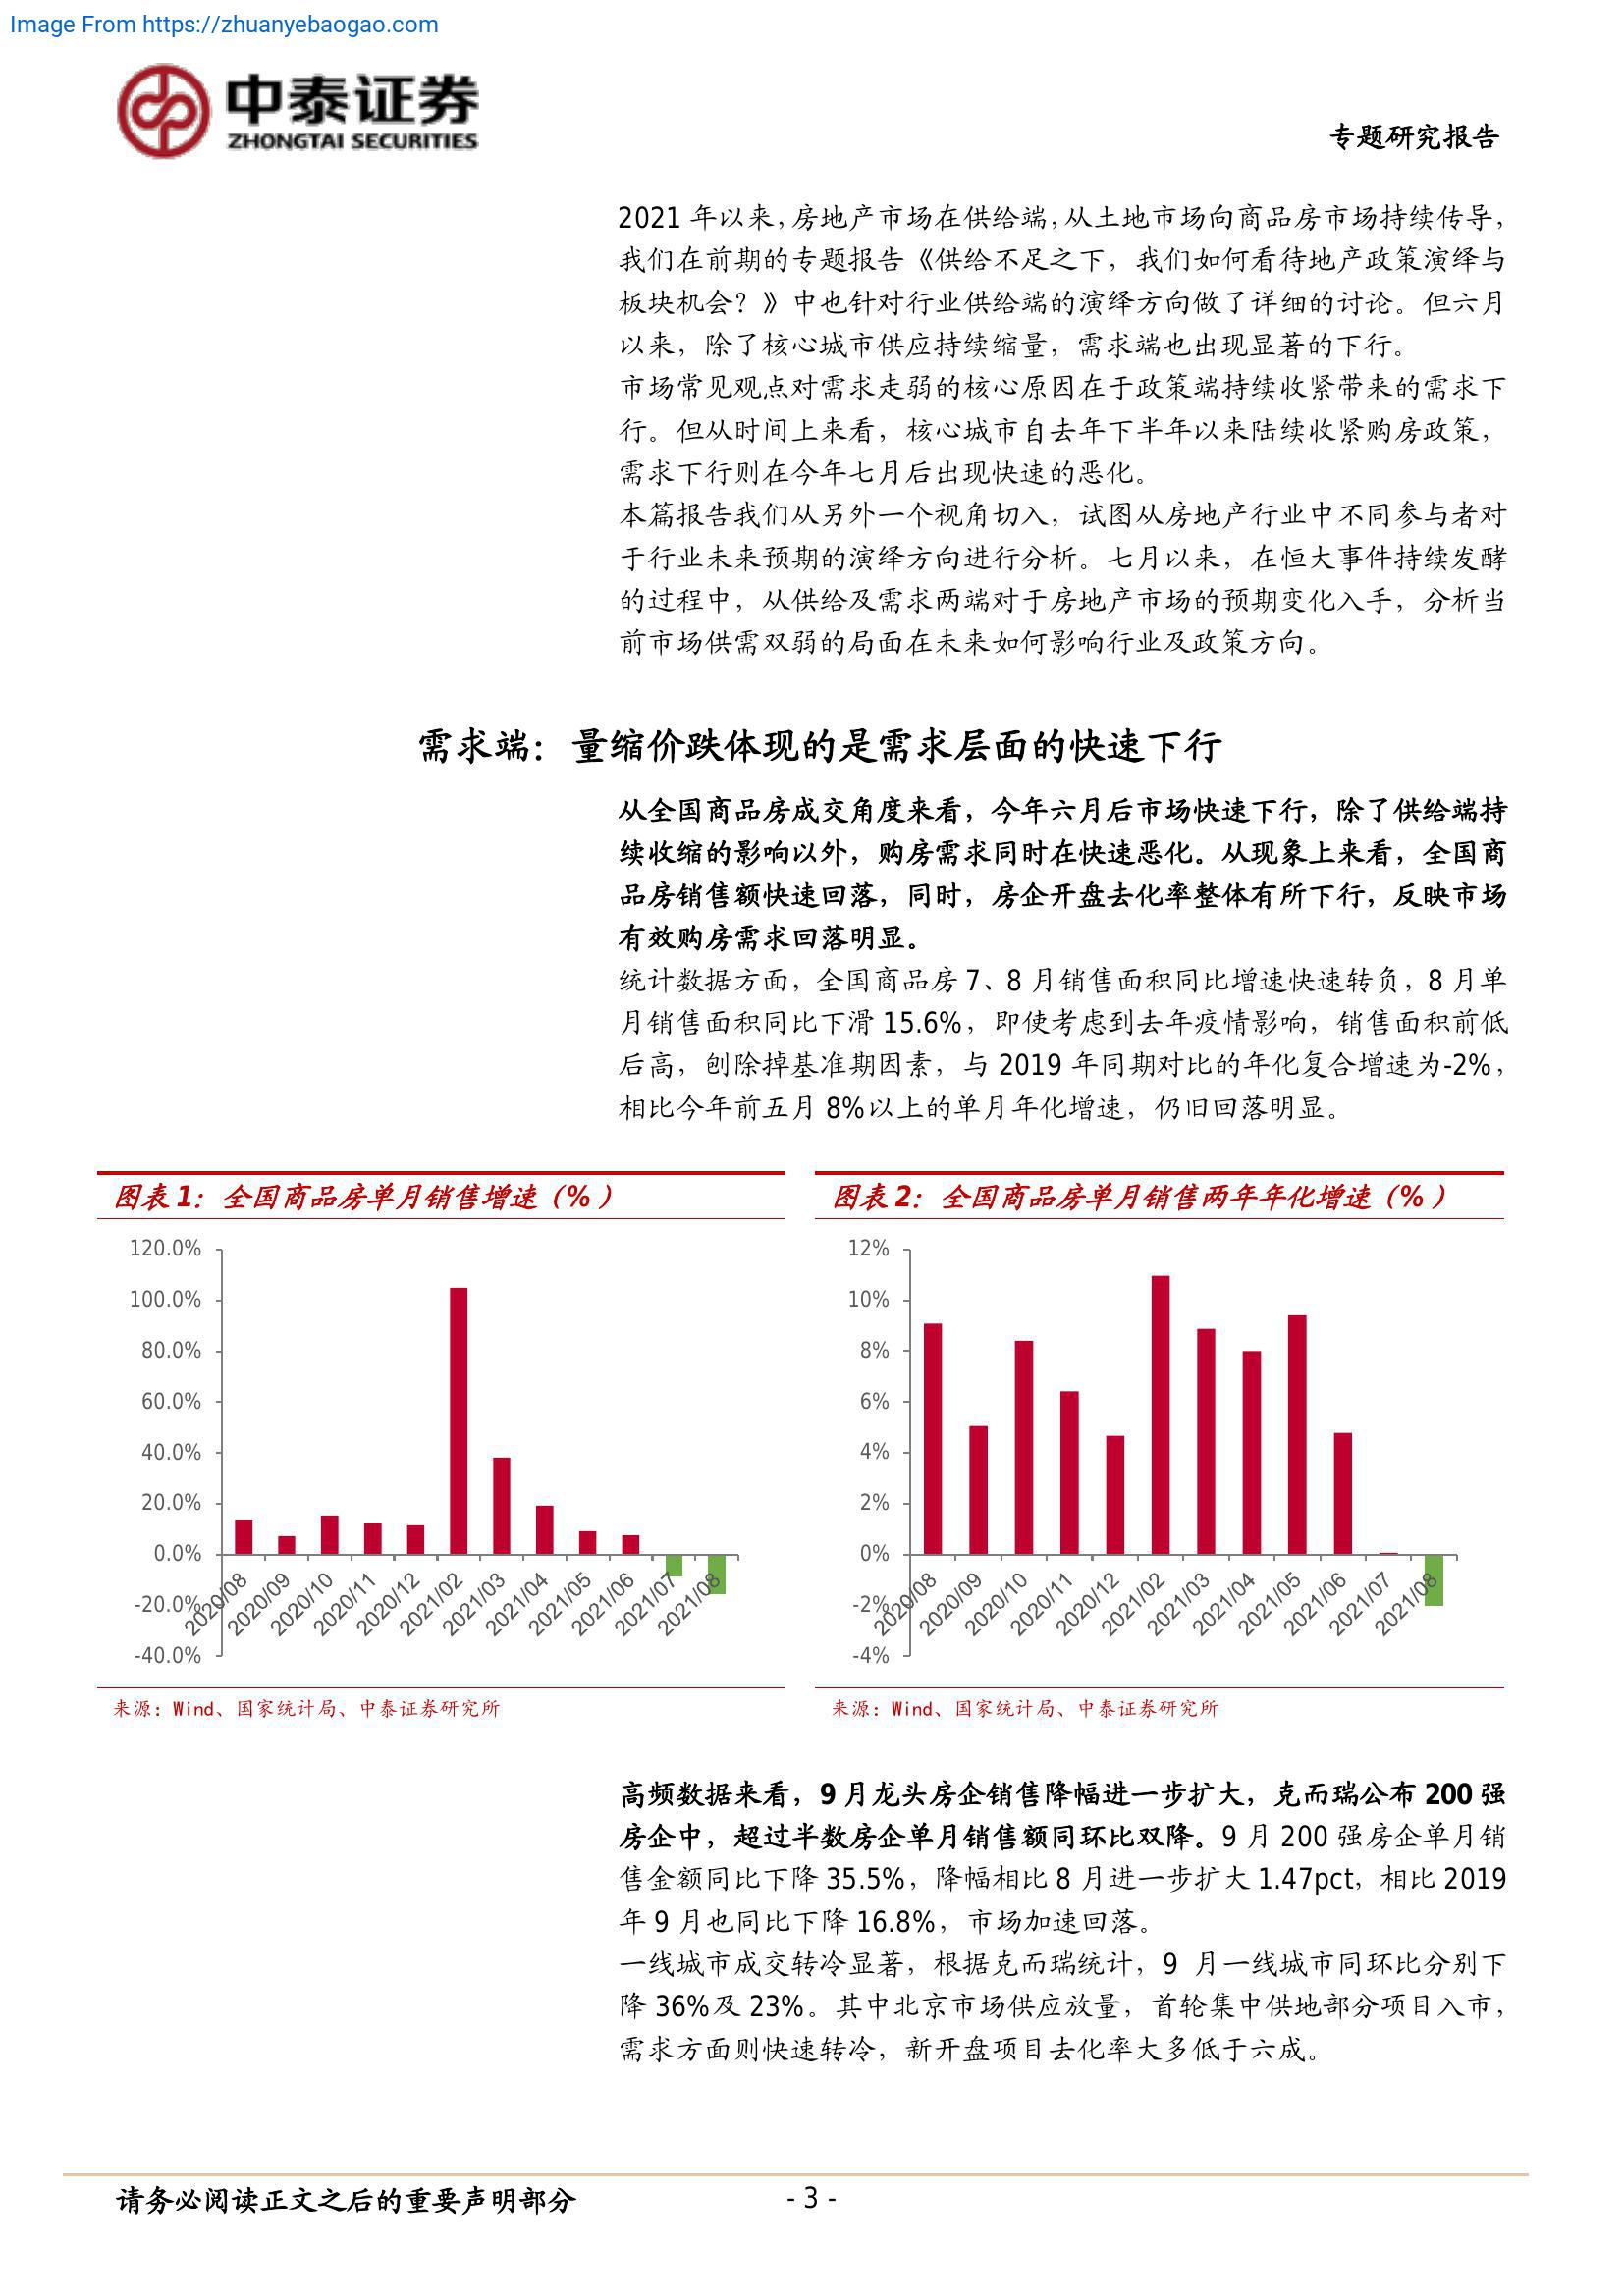 Image From https://zhuanyebaogao.com
中泰证券
ZHONGTAI SECURITIES
专题研究报告
2021 年以来，房地产市场在供给端，从土地市场向商品房市场持续传导，
我们在前期的专题报告《供给不足之下，我们如何看待地产政策演绎与
板块机会？》中也针对行业供给端的演绎方向做了详细的讨论。但六月
以来，除了核心城市供应持续缩量，需求端也出现显著的下行。
市场常见观点对需求走弱的核心原因在于政策端持续收紧带来的需求下
行。但从时间上来看，核心城市自去年下半年以来陆续收紧购房政策，
需求下行则在今年七月后出现快速的恶化。
本篇报告我们从另外一个视角切入，试图从房地产行业中不同参与者对
于行业未来预期的演绎方向进行分析。七月以来，在恒大事件持续发酵
的过程中，从供给及需求两端对于房地产市场的预期变化入手，分析当
前市场供需双弱的局面在未来如何影响行业及政策方向。
需求端：量缩价跌体现的是需求层面的快速下行
从全国商品房成交角度来看，今年六月后市场快速下行，除了供给端持
续收缩的影响以外，购房需求同时在快速恶化。从现象上来看，全国商
品房销售额快速回落，同时，房企开盘去化率整体有所下行，反映市场
有效购房需求回落明显。
统计数据方面，全国商品房 7、8 月销售面积同比增速快速转负，8 月单
月销售面积同比下滑 15.6%，即使考虑到去年疫情影响，销售面积前低
后高，刨除掉基准期因素，与 2019 年同期对比的年化复合增速为-2%，
相比今年前五月 8%以上的单月年化增速，仍旧回落明显。
图表 1：全国商品房单月销售增速（%）
120.0%
100.0%
80.0%
60.0%
40.0%
20.0%
0.0%
-20.0%
-40.0%
2020/08
2020/09
2020/10
2020/11
2020/12
2021/02
2021/03
2021/04
2021/05
2021/06
2021/07
2021/08
来源：Wind、国家统计局、中泰证券研究所
图表 2：全国商品房单月销售两年年化增速（%）
12%
10%
8%
6%
4%
2%
0%
-2%
-4%
2020/08
2020/09
2020/10
2020/11
2020/12
2021/02
2021/03
2021/04
2021/05
2021/06
2021/07
2021/08
来源：Wind、国家统计局、中泰证券研究所
高频数据来看，9 月龙头房企销售降幅进一步扩大，克而瑞公布 200 强
房企中，超过半数房企单月销售额同环比双降。9 月 200 强房企单月销
售金额同比下降 35.5%，降幅相比 8 月进一步扩大 1.47pct，相比 2019
年 9 月也同比下降 16.8%，市场加速回落。
一线城市成交转冷显著，根据克而瑞统计，9 月一线城市同环比分别下
降 36%及 23%。其中北京市场供应放量，首轮集中供地部分项目入市，
需求方面则快速转冷，新开盘项目去化率大多低于六成。
请务必阅读正文之后的重要声明部分
- 3 -